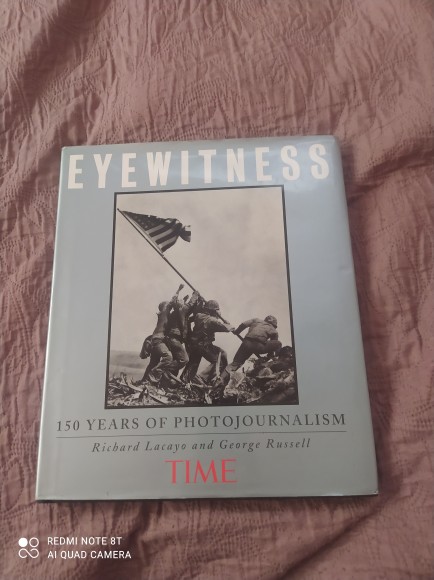 EYEWITNESS
150 YEARS OF PHOTOJOURNALISM
Richard Lacayo and George Russell
TIME
REDMI NOTE 8T
AI QUAD CAMERA